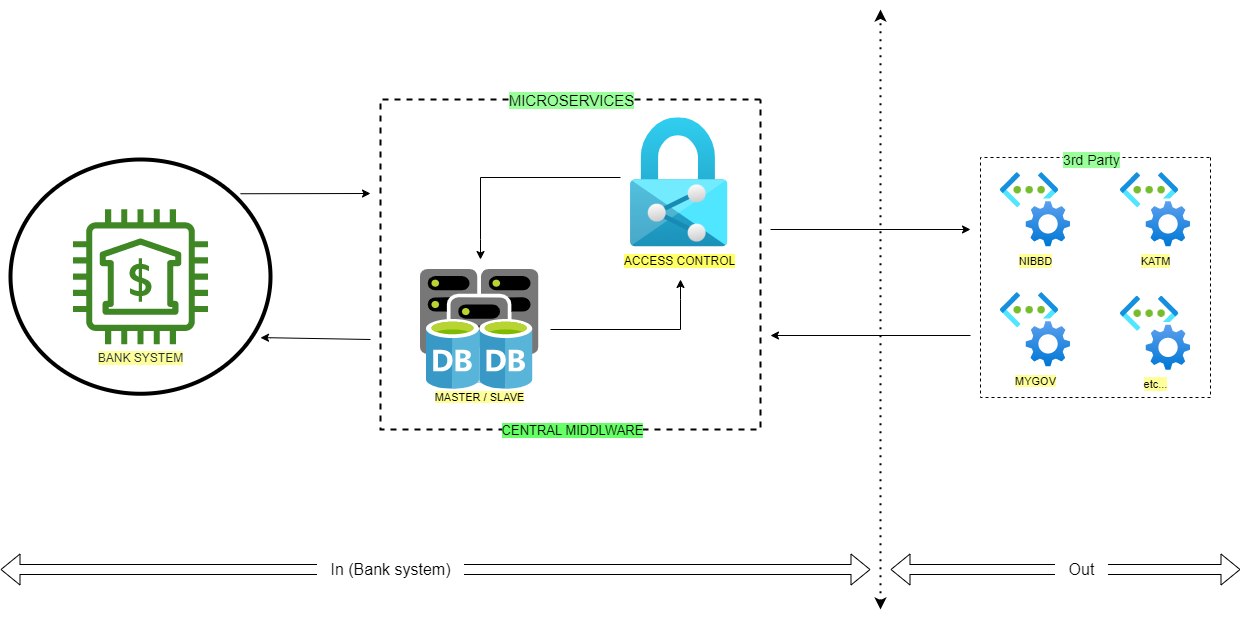 MICROSERVICES
3rd Party
$
ACCESS CONTROL
NIBBD
KATM
BANK SYSTEM
DB DB
MASTER / SLAVE
MYGOV
etc...
CENTRAL MIDDLWARE
In (Bank system)
Out